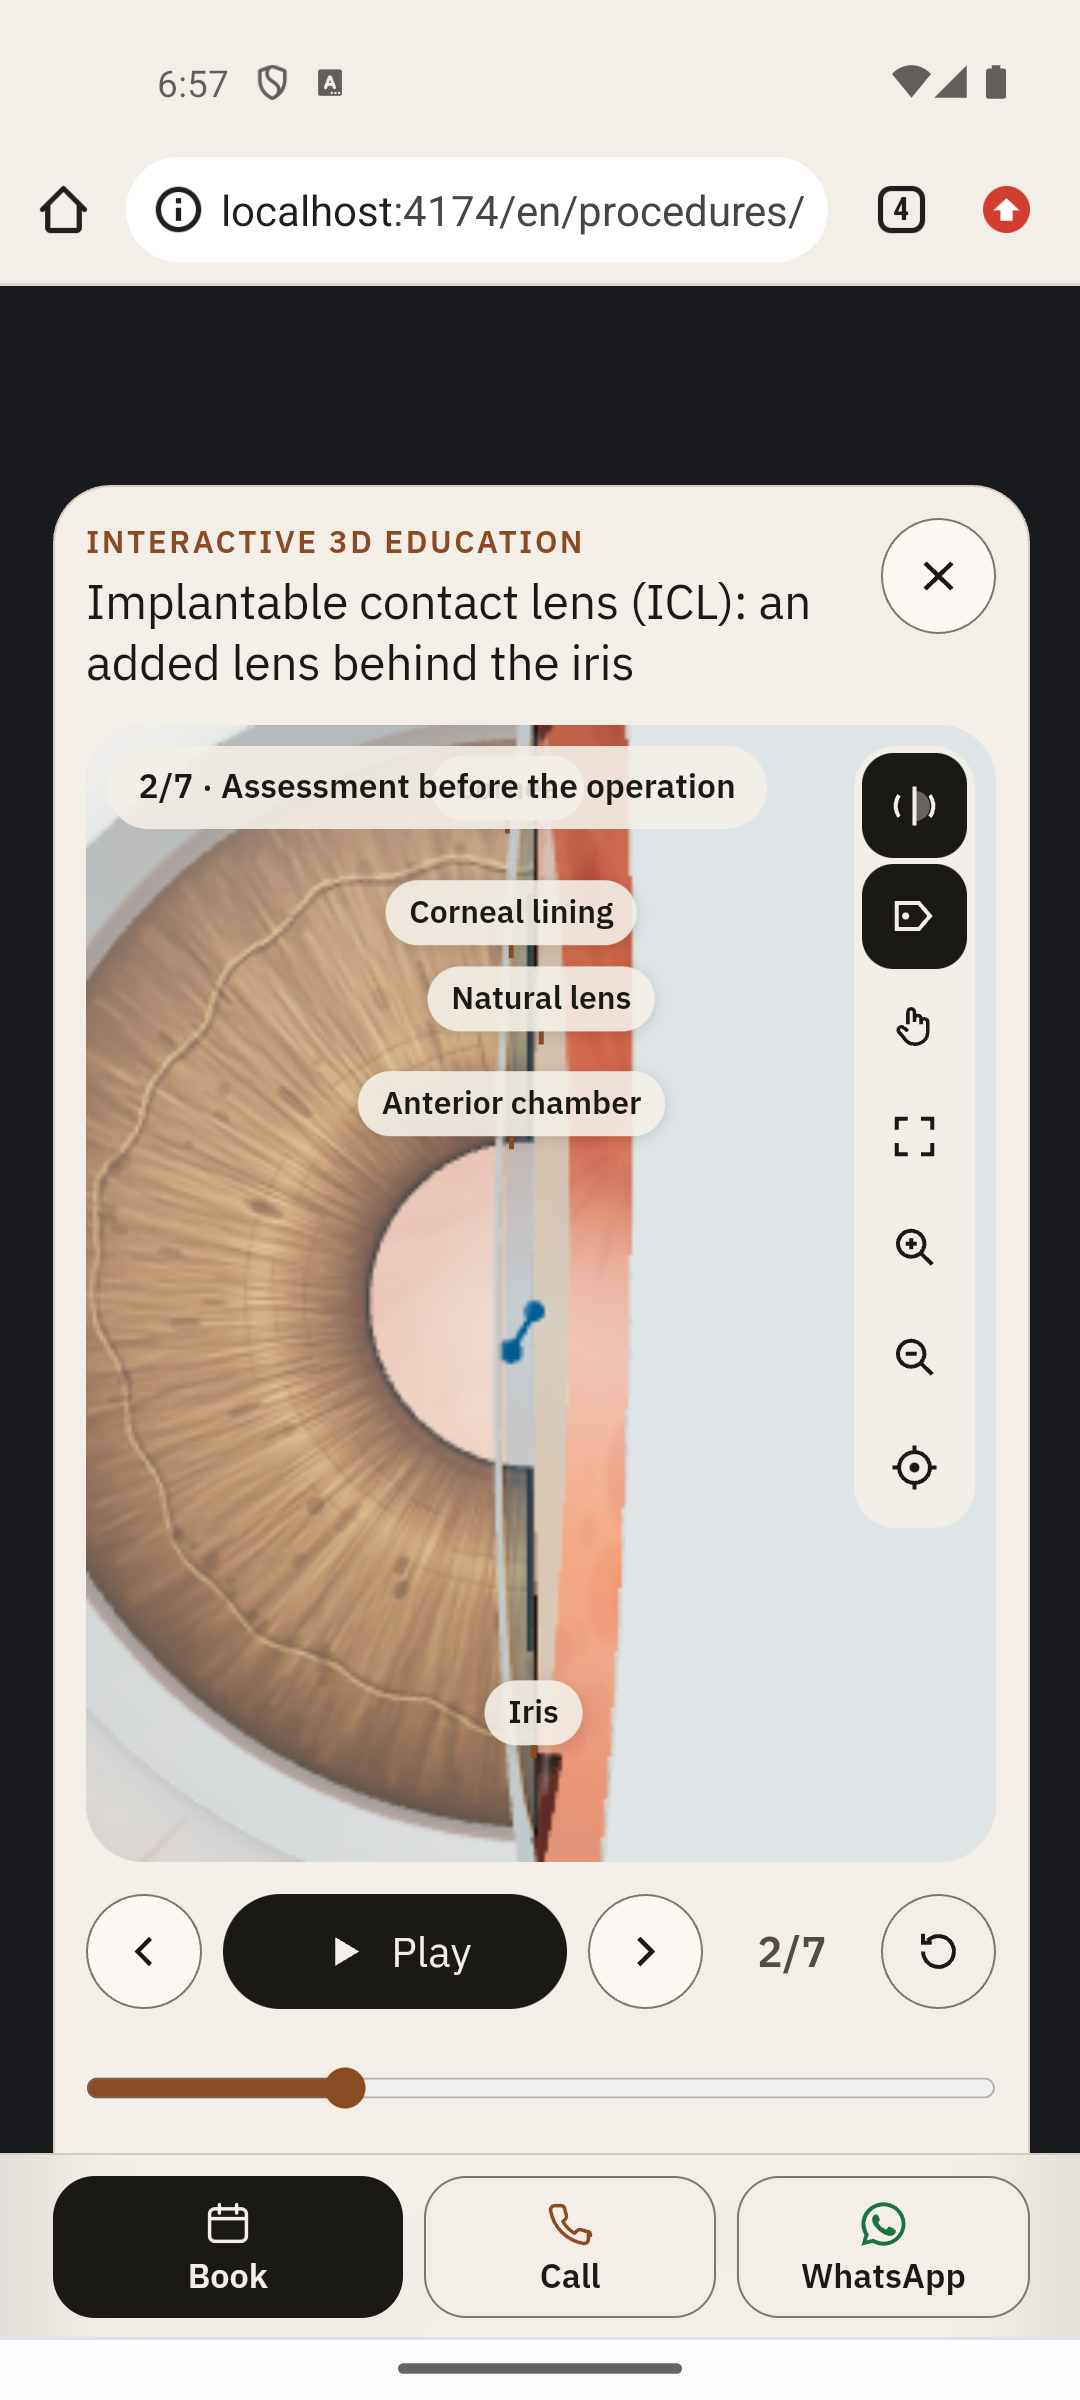 6:57
localhost:4174/en/procedures/
4
INTERACTIVE 3D EDUCATION
Implantable contact lens (ICL): an
added lens behind the iris
2/7 · Assessment before the operation
Corneal lining
Natural lens
Anterior chamber
Iris
Play
2/7
Book
Call
WhatsApp